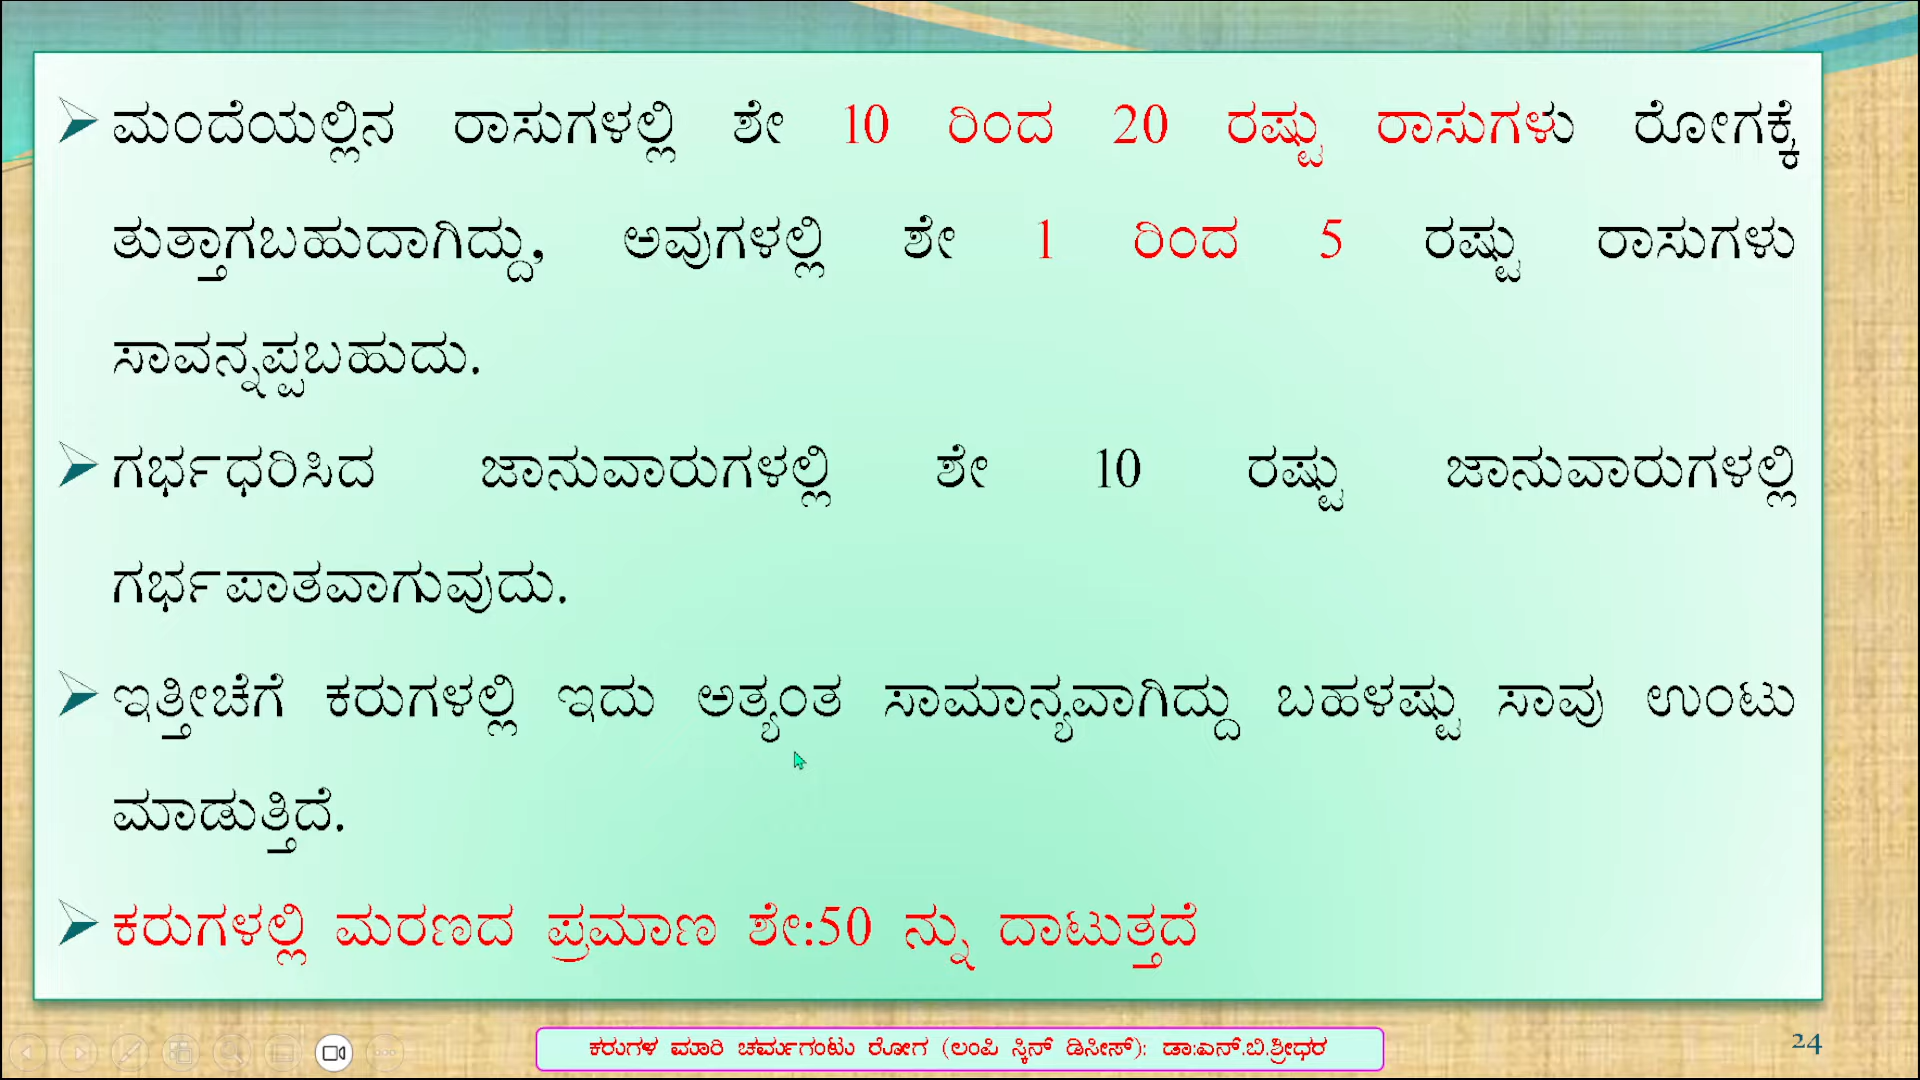 ಮಂದೆಯಲ್ಲಿನ ರಾಸುಗಳಲ್ಲಿ ಶೇ 10 ರಿಂದ 20 ರಷ್ಟು ರಾಸುಗಳು ರೋಗಕ್ಕೆ
ತುತ್ತಾಗಬಹುದಾಗಿದ್ದು, ಅವುಗಳಲ್ಲಿ ಶೇ 1 ರಿಂದ 5 ರಷ್ಟು ರಾಸುಗಳು
ಸಾವನ್ನಪ್ಪಬಹುದು.
ಗರ್ಭಧರಿಸಿದ ಜಾನುವಾರುಗಳಲ್ಲಿ ಶೇ 10 ರಷ್ಟು ಜಾನುವಾರುಗಳಲ್ಲಿ
ಗರ್ಭಪಾತವಾಗುವುದು.
ಇತ್ತೀಚೆಗೆ ಕರುಗಳಲ್ಲಿ ಇದು ಅತ್ಯಂತ ಸಾಮಾನ್ಯವಾಗಿದ್ದು ಬಹಳಷ್ಟು ಸಾವು ಉಂಟು
ಮಾಡುತ್ತಿದೆ.
ಕರುಗಳಲ್ಲಿ ಮರಣದ ಪ್ರಮಾಣ ಶೇ:50 ನ್ನು ದಾಟುತ್ತದೆ
ಕರುಗಳ ಮಾರಿ ಚರ್ಮಗಂಟು ರೋಗ (ಲಂಪಿ ಸ್ಕಿನ್ ಡಿಸೀಸ್): ಡಾ:ಎನ್.ಬಿ.ಶ್ರೀಧರ
24